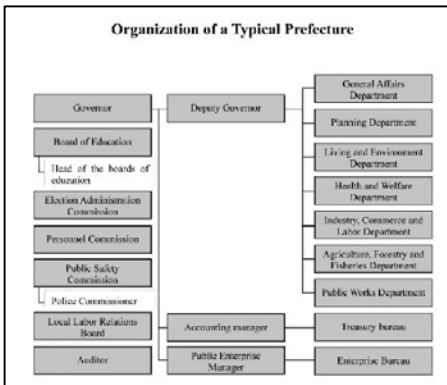 Organization of a Typical Prefecture
Governor
Board of Education
Head of the boards of
education
Election Administration
Commission
Personnel Commission
Public Safety
Commission
Police Commissioner
Local Labor Relations
Board
Auditor
Deputy Governor
Accounting manager
Public Enterprise
Manager
General Affairs
Department
Planning Department
Living and Environment
Department
Health and Welfare
Department
Industry, Commerce and
Labor Department
Agriculture, Forestry and
Fisheries Department
Public Works Department
Treasury bureau
Enterprise Bureau